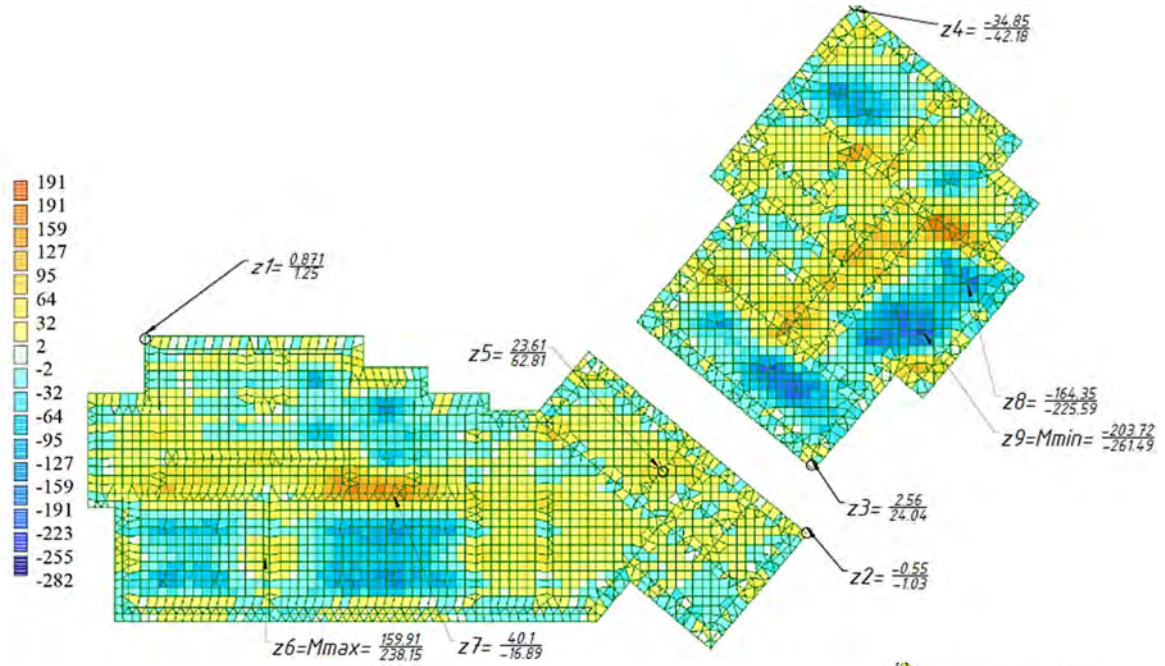 z4= -34.85 / -42.18
191
191
159
127
95
64
32
2
-2
-32
-64
-95
-127
-159
-191
-223
-255
-282
z1= 0.871 / 1.25
z5= 23.61 / 62.81
z8= -164.35 / -225.59
z9=Mmin= -203.72 / -261.49
z3= 2.56 / 24.04
z2= -0.55 / -1.03
z6=Mmax= 159.91 / 238.15
z7= 40.1 / -16.89